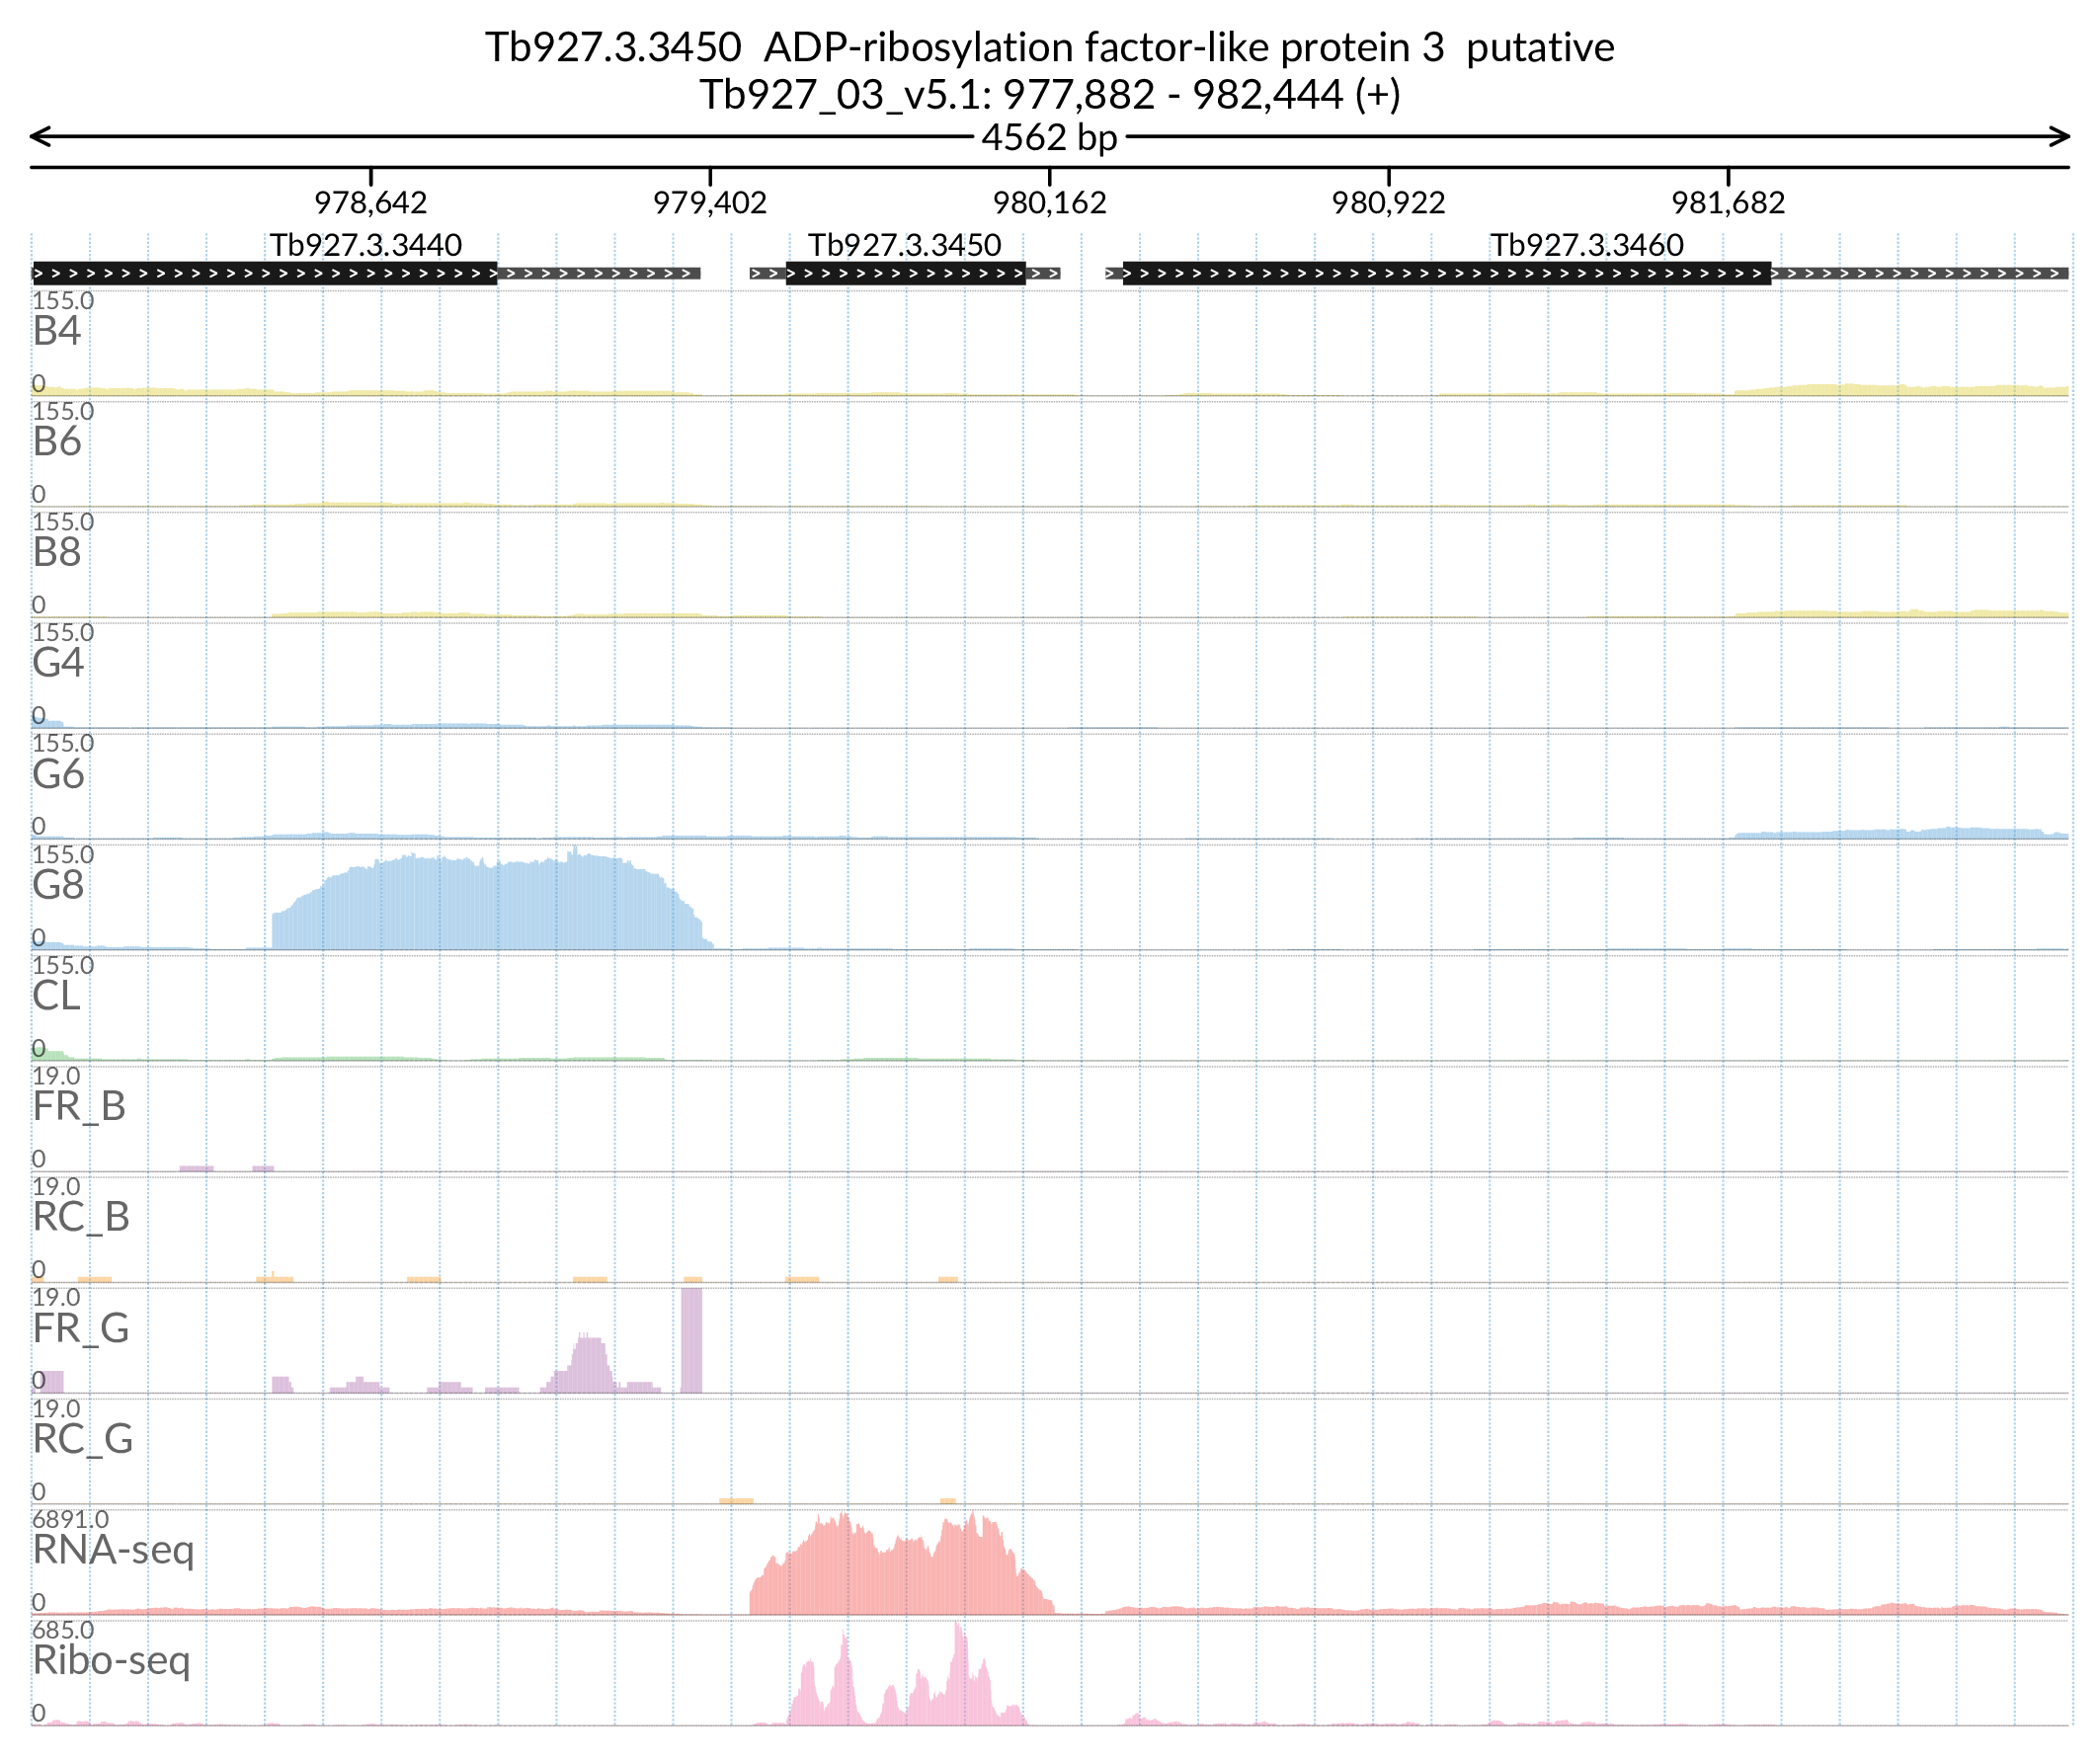 Tb927.3.3450 ADP-ribosylation factor-like protein 3 putative
Tb927_03_v5.1: 977,882 - 982,444 (+)
4562 bp
978,642 979,402 980,162 980,922 981,682
Tb927.3.3440 Tb927.3.3450 Tb927.3.3460
155.0
B4
0
155.0
B6
0
155.0
B8
0
155.0
G4
0
155.0
G6
0
155.0
G8
0
155.0
CL
0
19.0
FR_B
0
19.0
RC_B
0
19.0
FR_G
0
19.0
RC_G
0
6891.0
RNA-seq
0
685.0
Ribo-seq
0